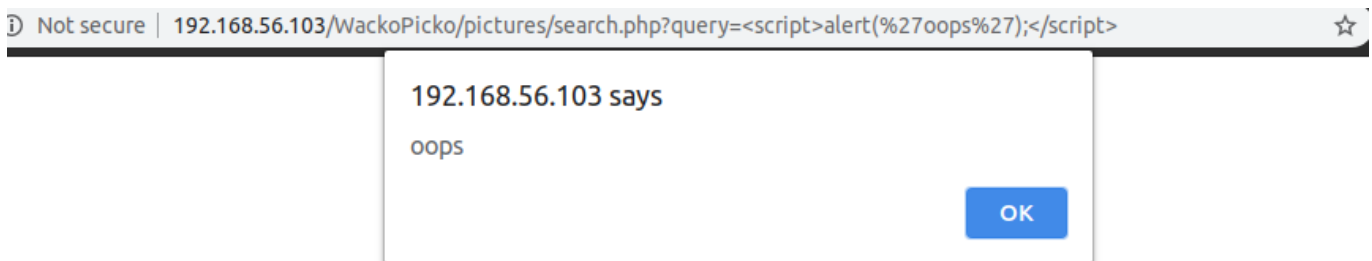 Not secure | 192.168.56.103/WackoPicko/pictures/search.php?query=<script>alert(%27oops%27);</script>
192.168.56.103 says
oops
OK